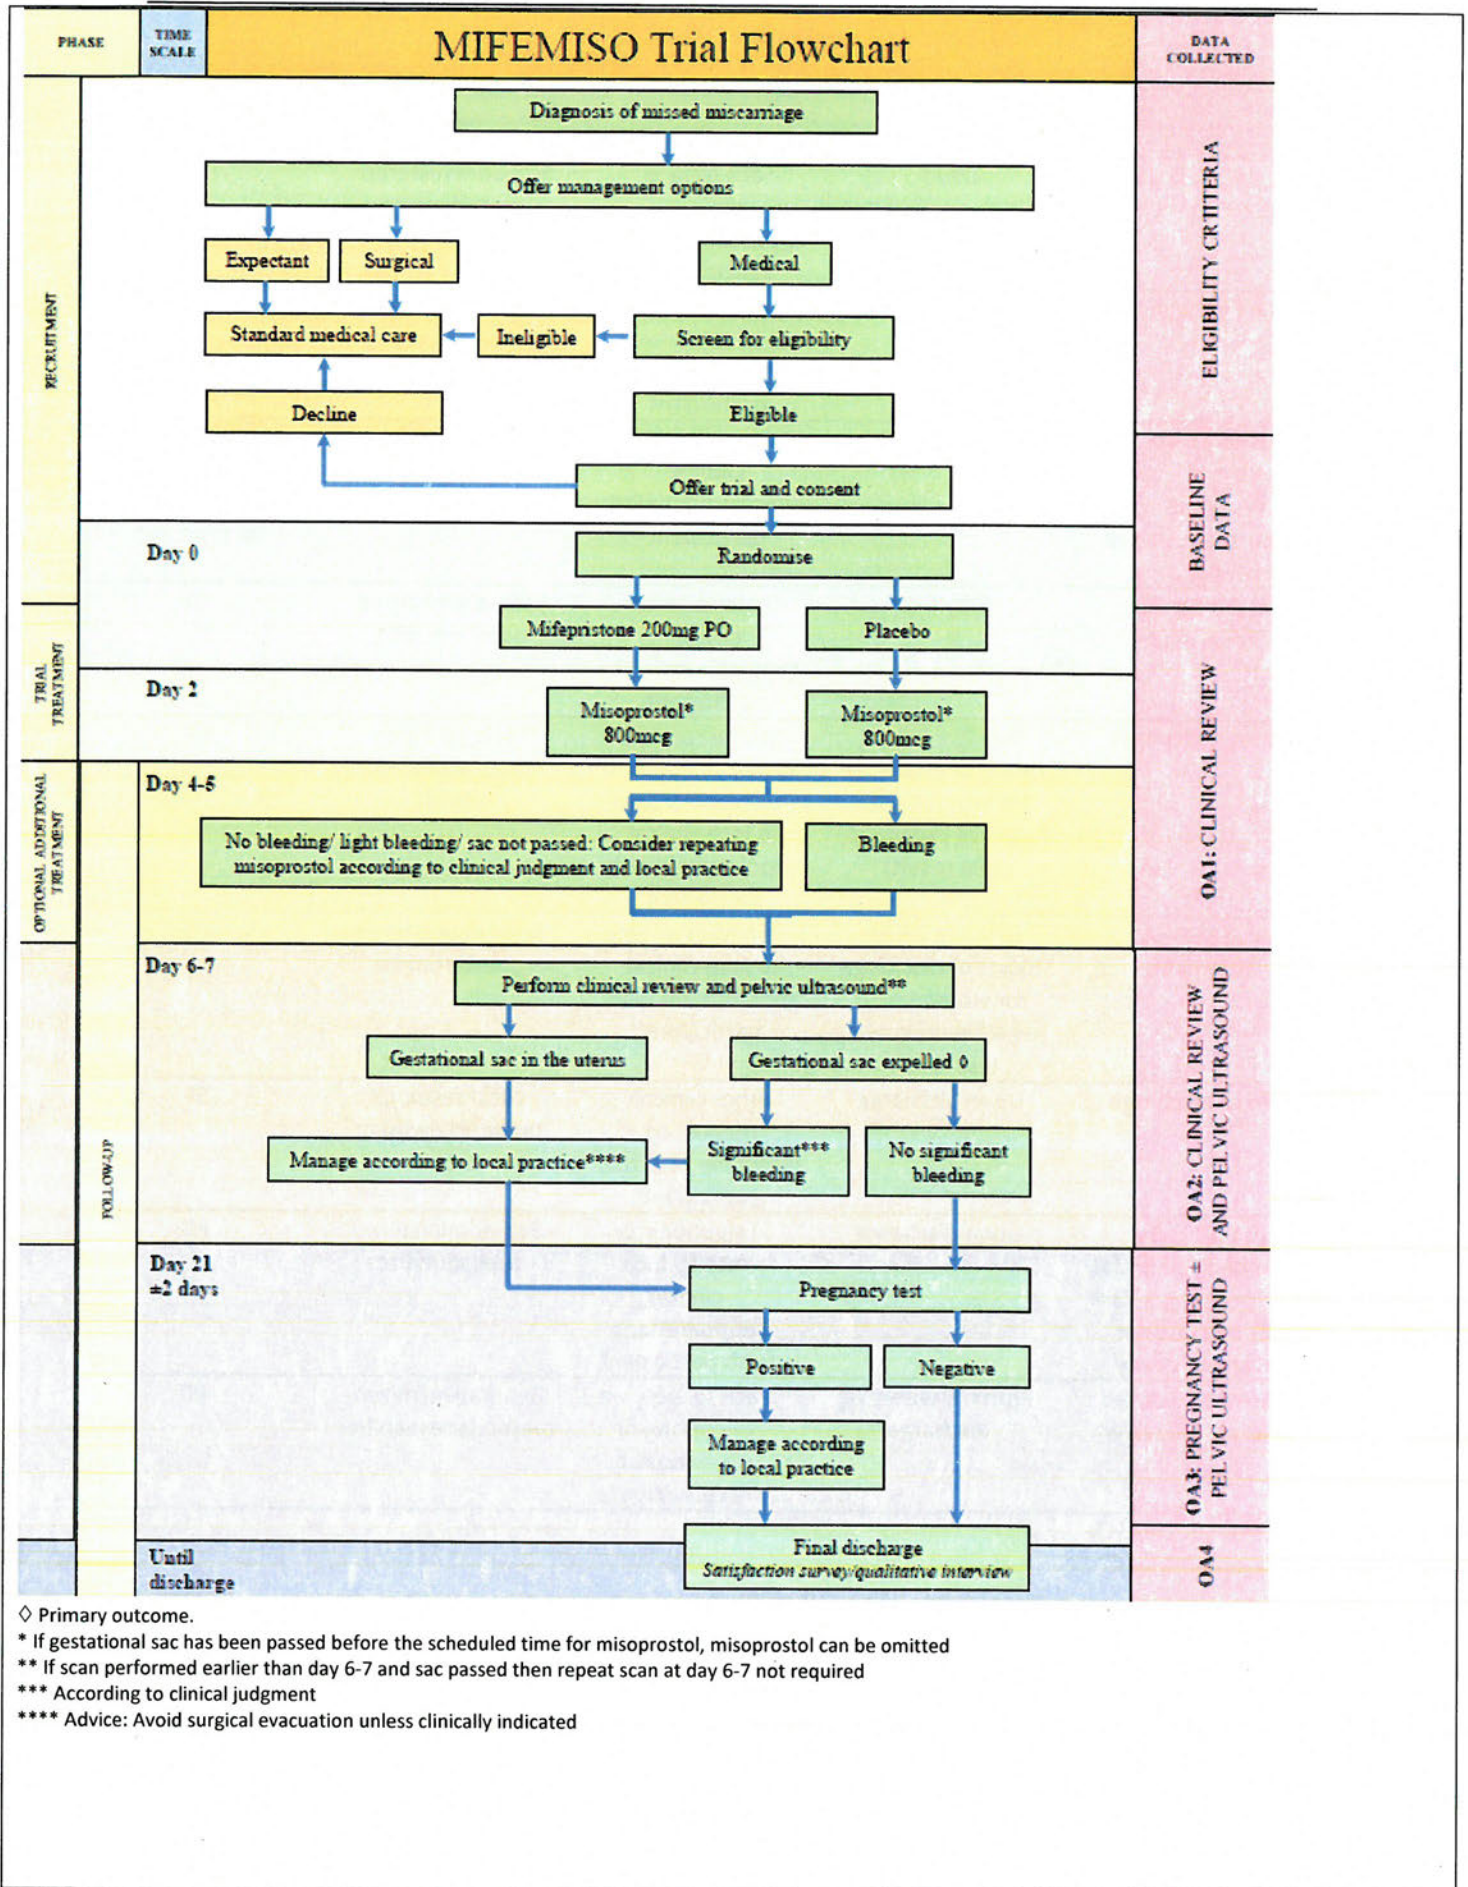 PHASE
TIME
SCALE
MIFEMISO Trial Flowchart
DATA
COLLECTED
Diagnosis of missed miscarriage
Offer management options
Expectant
Surgical
Medical
Standard medical care
Ineligible
Screen for eligibility
Decline
Eligible
Offer trial and consent
RECRUITMENT
ELIGIBILITY CRTITERIA
BASELINE
DATA
Day 0
Randomise
Mifepristone 200mg PO
Placebo
TRIAL
TREATMENT
Day 2
Misoprostol*
800mcg
Misoprostol*
800mcg
OA1: CLINICAL REVIEW
OPTIONAL ADDITIONAL
TREATMENT
Day 4-5
No bleeding/ light bleeding/ sac not passed: Consider repeating
misoprostol according to clinical judgment and local practice
Bleeding
FOLLOW-UP
Day 6-7
Perform clinical review and pelvic ultrasound**
Gestational sac in the uterus
Gestational sac expelled ◊
Manage according to local practice****
Significant***
bleeding
No significant
bleeding
OA2: CLINICAL REVIEW
AND PELVIC ULTRASOUND
Day 21
±2 days
Pregnancy test
Positive
Negative
Manage according
to local practice
OA3: PREGNANCY TEST ±
PELVIC ULTRASOUND
Until
discharge
Final discharge
Satisfaction survey/qualitative interview
OA4
◊ Primary outcome.
* If gestational sac has been passed before the scheduled time for misoprostol, misoprostol can be omitted
** If scan performed earlier than day 6-7 and sac passed then repeat scan at day 6-7 not required
*** According to clinical judgment
**** Advice: Avoid surgical evacuation unless clinically indicated